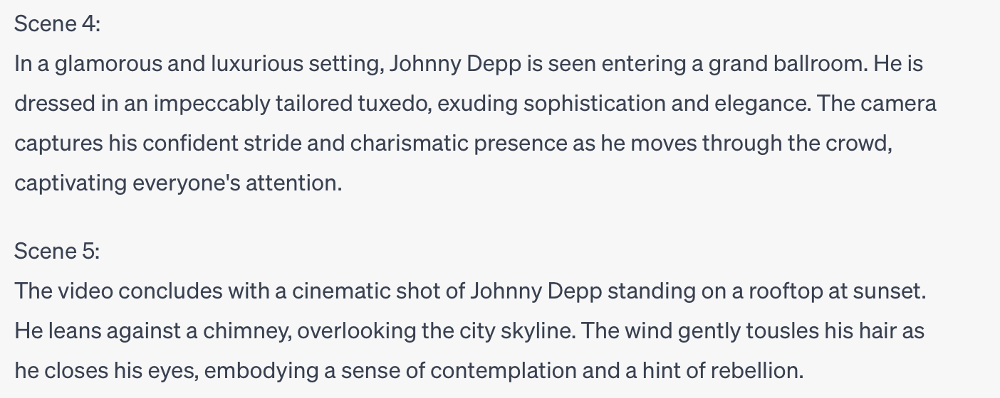 Scene 4:
In a glamorous and luxurious setting, Johnny Depp is seen entering a grand ballroom. He is
dressed in an impeccably tailored tuxedo, exuding sophistication and elegance. The camera
captures his confident stride and charismatic presence as he moves through the crowd,
captivating everyone's attention.
Scene 5:
The video concludes with a cinematic shot of Johnny Depp standing on a rooftop at sunset.
He leans against a chimney, overlooking the city skyline. The wind gently tousles his hair as
he closes his eyes, embodying a sense of contemplation and a hint of rebellion.